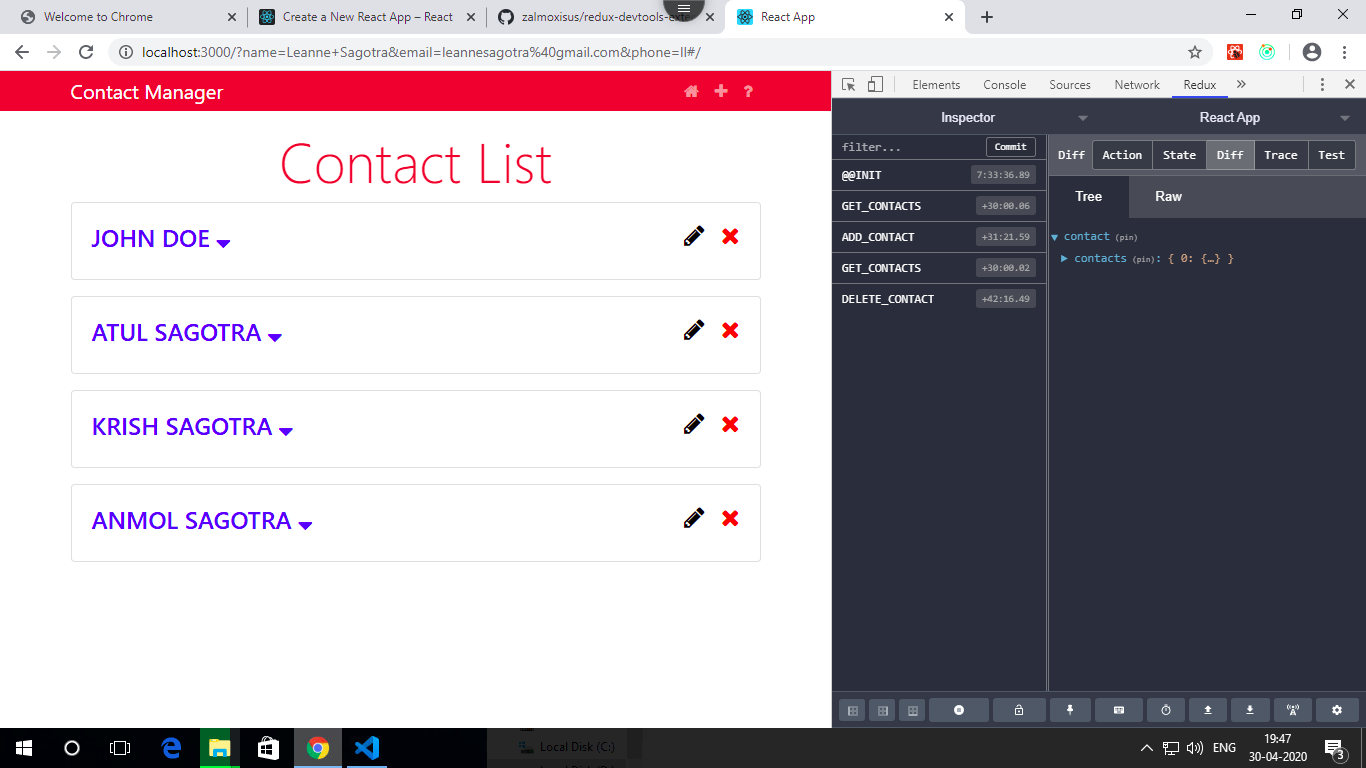 Welcome to Chrome
Create a New React App – React
zalmoxisus/redux-devtools-exte
React App
localhost:3000/?name=Leanne+Sagotra&email=leannesagotra%40gmail.com&phone=ll#/
Contact Manager
?
Contact List
JOHN DOE
ATUL SAGOTRA
KRISH SAGOTRA
ANMOL SAGOTRA
Elements Console Sources Network Redux »
Inspector React App
filter... Commit
@@INIT 7:33:36.89
GET_CONTACTS +30:00.06
ADD_CONTACT +31:21.59
GET_CONTACTS +30:00.02
DELETE_CONTACT +42:16.49
Diff Action State Diff Trace Test
Tree Raw
contact (pin)
contacts (pin): { 0: {…} }
Local Disk (C:)
ENG
19:47
30-04-2020
3